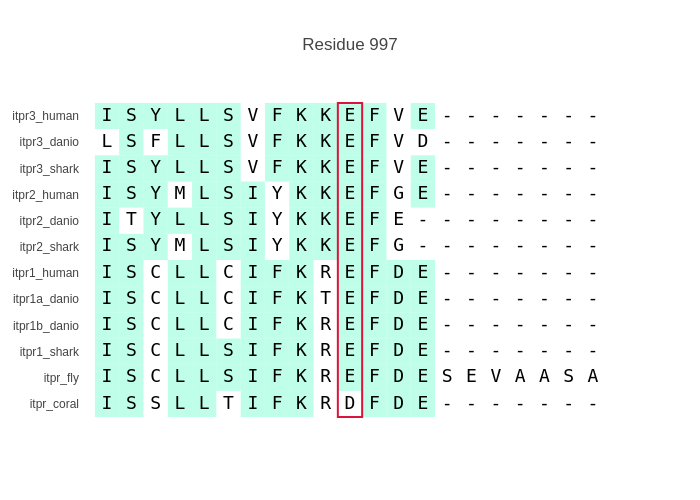 Residue 997
itpr3_human I S Y L L S V F K K E F V E - - - - - - -
itpr3_danio L S F L L S V F K K E F V D - - - - - - -
itpr3_shark I S Y L L S V F K K E F V E - - - - - - -
itpr2_human I S Y M L S I Y K K E F G E - - - - - - -
itpr2_danio I T Y L L S I Y K K E F E - - - - - - - -
itpr2_shark I S Y M L S I Y K K E F G - - - - - - - -
itpr1_human I S C L L C I F K R E F D E - - - - - - -
itpr1a_danio I S C L L C I F K T E F D E - - - - - - -
itpr1b_danio I S C L L C I F K R E F D E - - - - - - -
itpr1_shark I S C L L S I F K R E F D E - - - - - - -
itpr_fly I S C L L S I F K R E F D E S E V A A S A
itpr_coral I S S L L T I F K R D F D E - - - - - - -